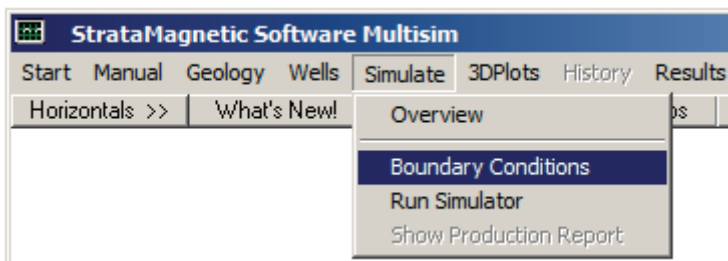 StrataMagnetic Software Multisim
Start Manual Geology Wells Simulate 3DPlots History Results
Horizontals >> What's New!
Overview
Boundary Conditions
Run Simulator
Show Production Report